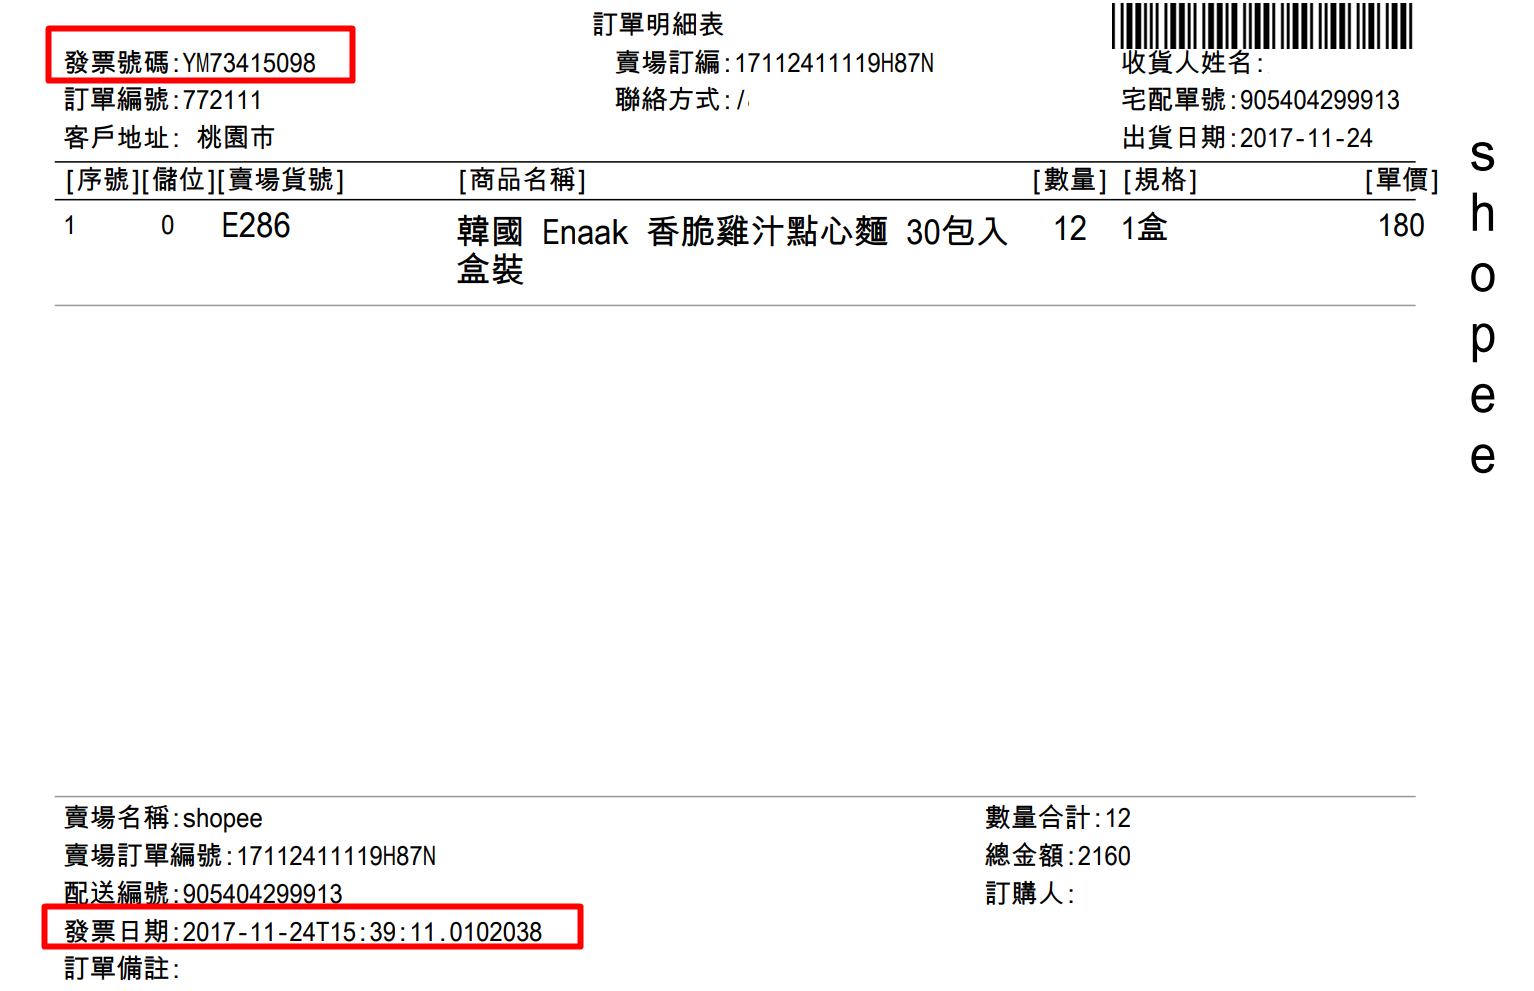 訂單明細表
發票號碼:YM73415098
賣場訂編:17112411119H87N
收貨人姓名:
訂單編號:772111
聯絡方式:/
宅配單號:905404299913
客戶地址: 桃園市
出貨日期:2017-11-24
[序號][儲位][賣場貨號] [商品名稱] [數量] [規格] [單價]
1 0 E286 韓國 Enaak 香脆雞汁點心麵 30包入 12 1盒 180
盒裝
shopee
賣場名稱:shopee
數量合計:12
賣場訂單編號:17112411119H87N
總金額:2160
配送編號:905404299913
訂購人:
發票日期:2017-11-24T15:39:11.0102038
訂單備註: